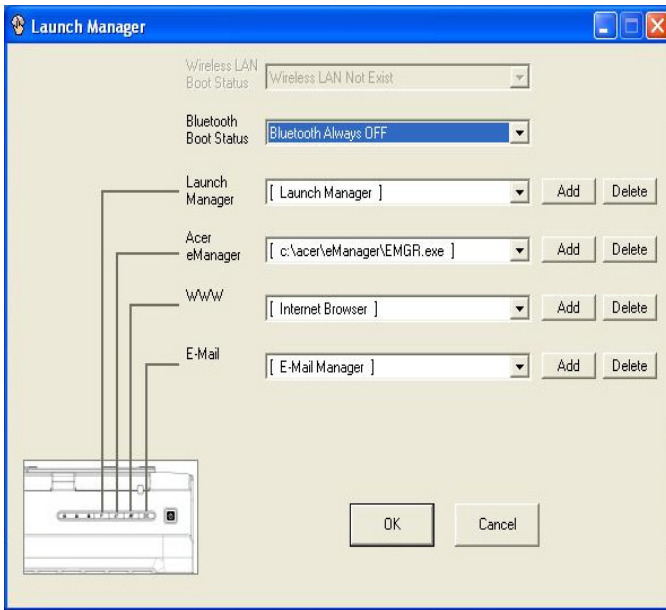 Launch Manager
Wireless LAN
Boot Status
Wireless LAN Not Exist
Bluetooth
Boot Status
Bluetooth Always OFF
Launch
Manager
[ Launch Manager ]
Add
Delete
Acer
eManager
[ c:\acer\eManager\EMGR.exe ]
Add
Delete
WWW
[ Internet Browser ]
Add
Delete
E-Mail
[ E-Mail Manager ]
Add
Delete
OK
Cancel